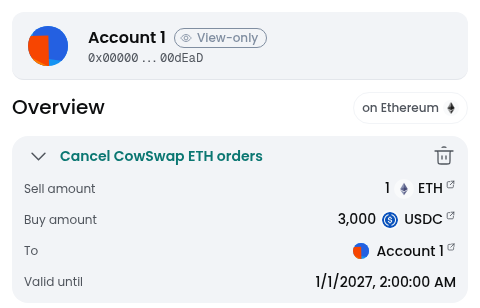 Account 1 View-only
0x00000...00dEaD
Overview on Ethereum
Cancel CowSwap ETH orders
Sell amount 1 ETH
Buy amount 3,000 USDC
To Account 1
Valid until 1/1/2027, 2:00:00 AM